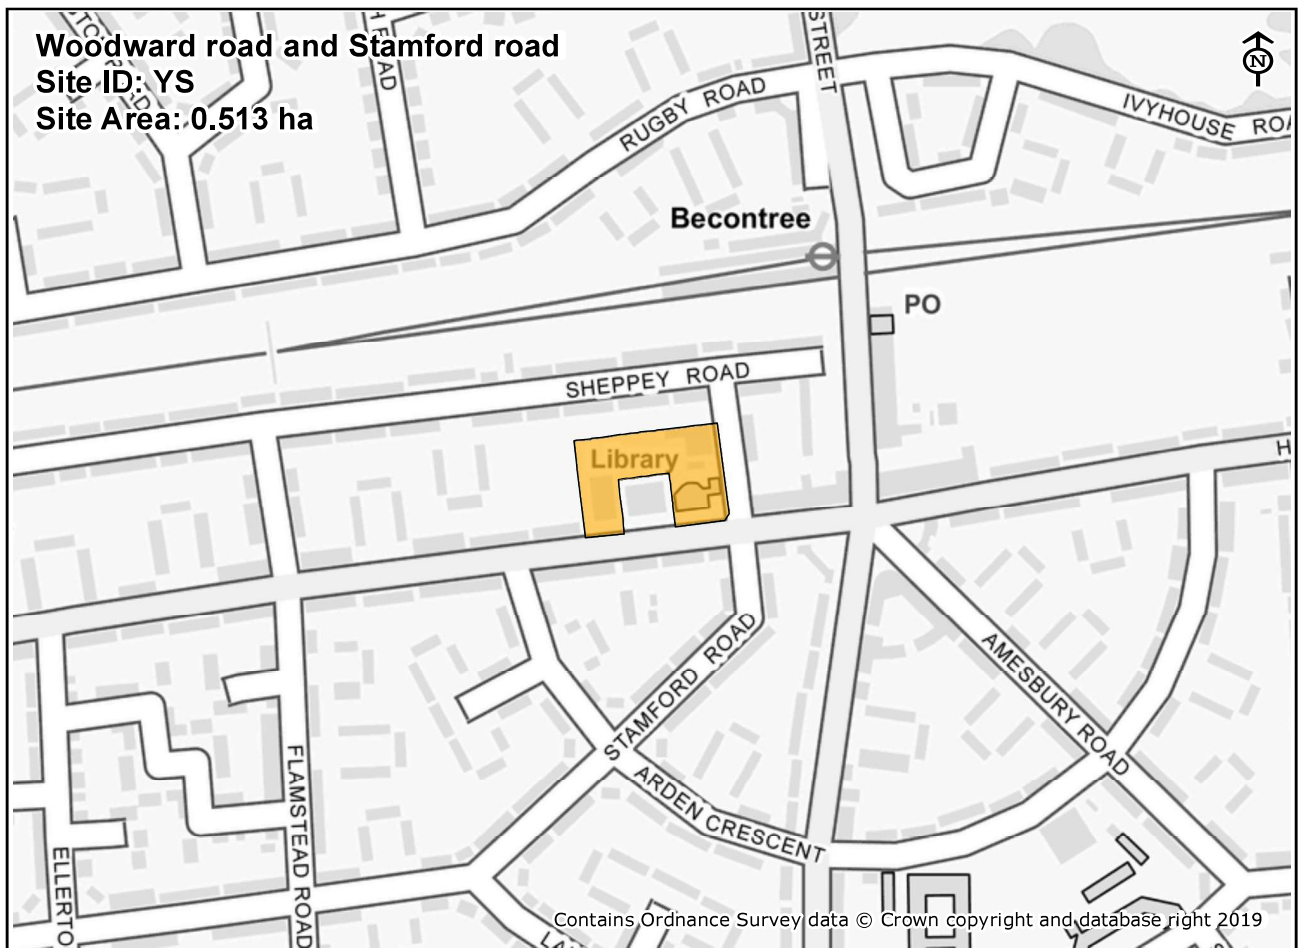 Woodward road and Stamford road
Site ID: YS
Site Area: 0.513 ha
N
STREET
RUGBY ROAD
IVYHOUSE
Becontree
PO
SHEPPEY ROAD
Library
STAMFORD ROAD
AMESBURY ROAD
ARDEN CRESCENT
FLAMSTEAD ROAD
ELLERTO
Contains Ordnance Survey data © Crown copyright and database right 2019